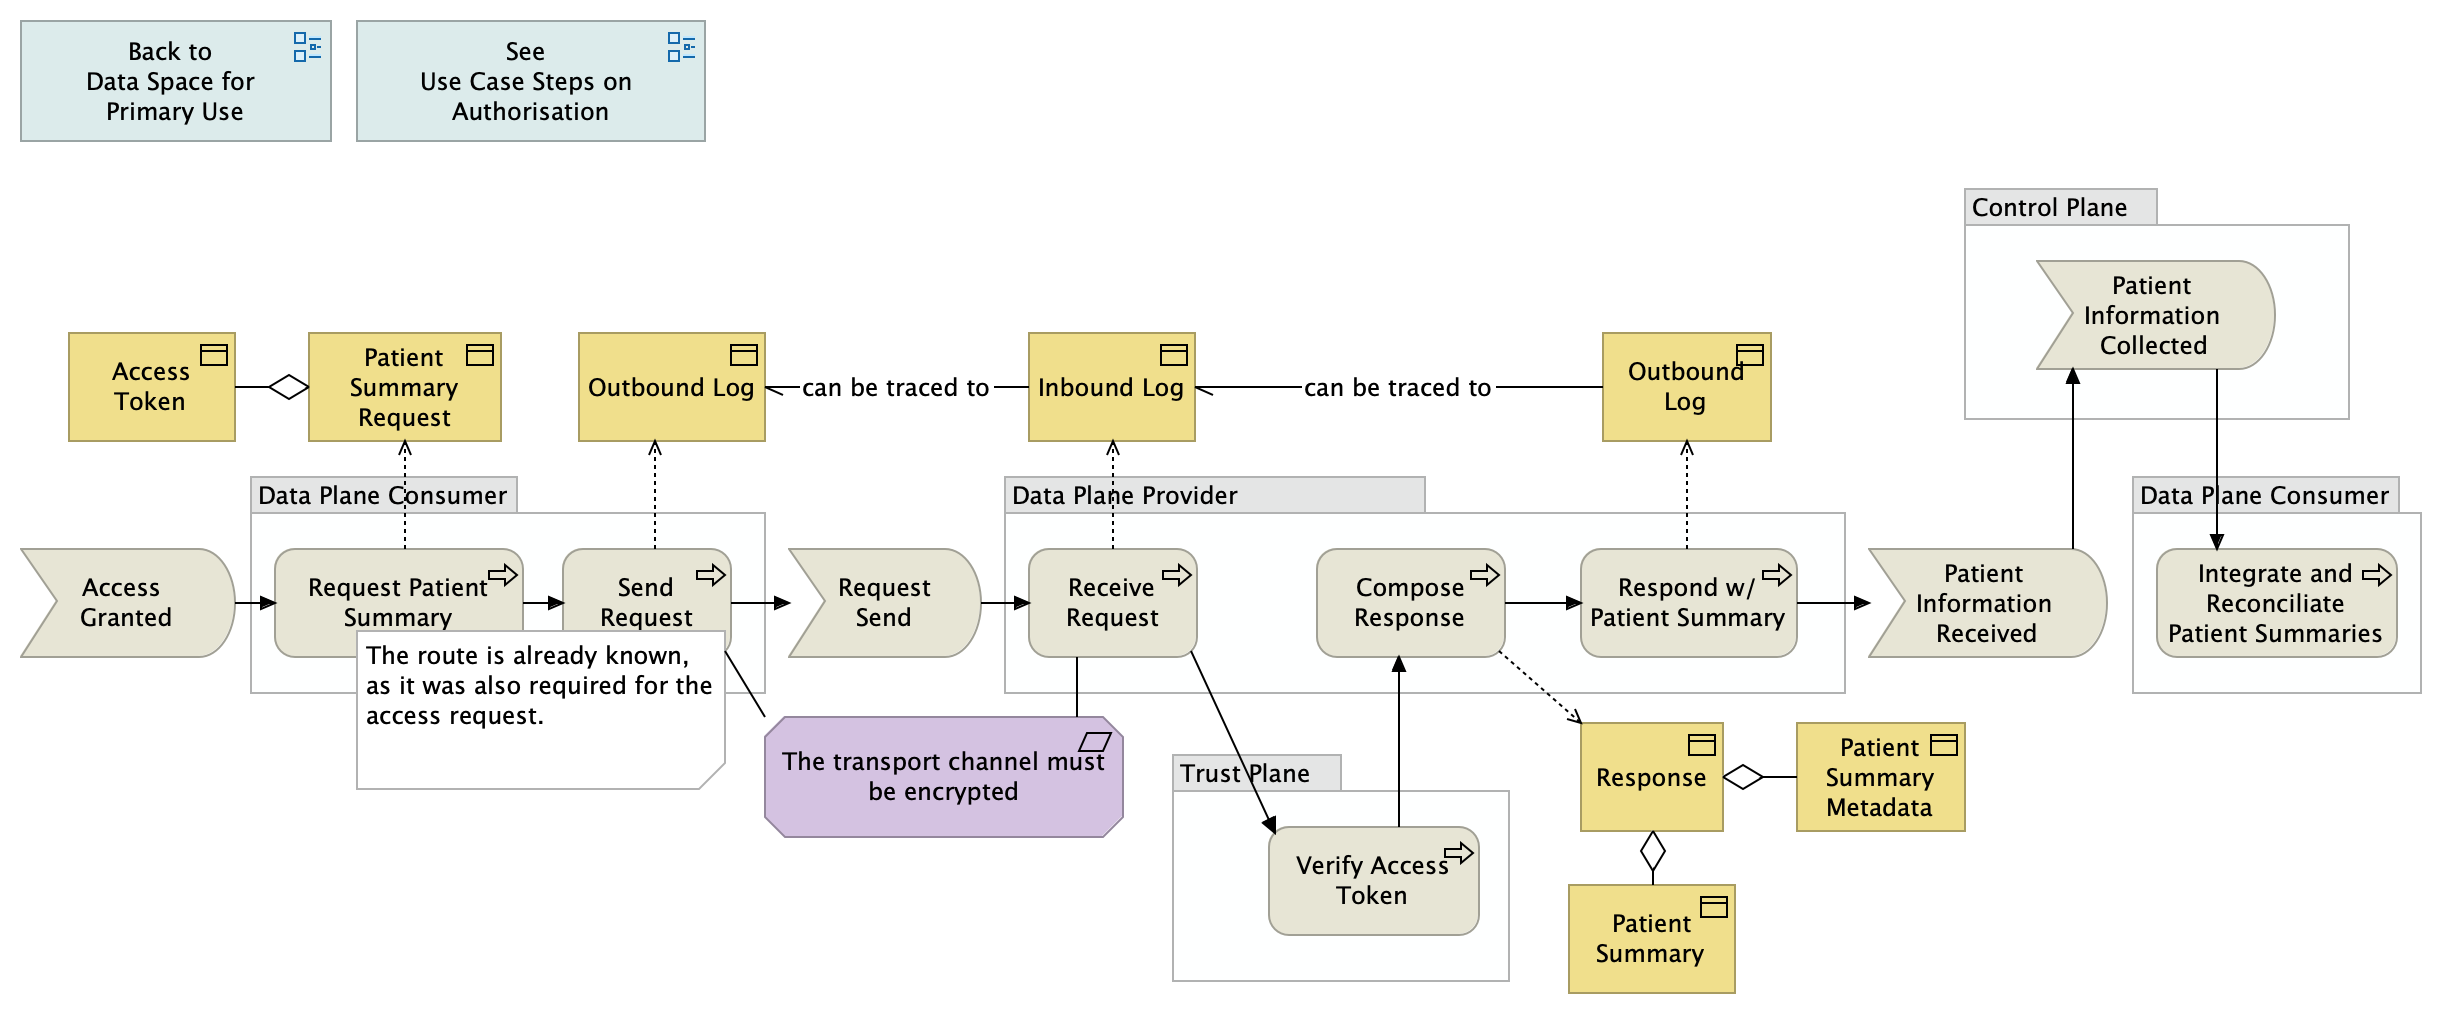 Back to
Data Space for
Primary Use
See
Use Case Steps on
Authorisation
Control Plane
Patient
Information
Collected
Access
Token
Patient
Summary
Request
Outbound Log
can be traced to
Inbound Log
can be traced to
Outbound
Log
Data Plane Consumer
Data Plane Provider
Data Plane Consumer
Access
Granted
Request Patient
Summary
Send
Request
Request
Send
Receive
Request
Compose
Response
Respond w/
Patient Summary
Patient
Information
Received
Integrate and
Reconciliate
Patient Summaries
The route is already known,
as it was also required for the
access request.
The transport channel must
be encrypted
Trust Plane
Verify Access
Token
Response
Patient
Summary
Metadata
Patient
Summary